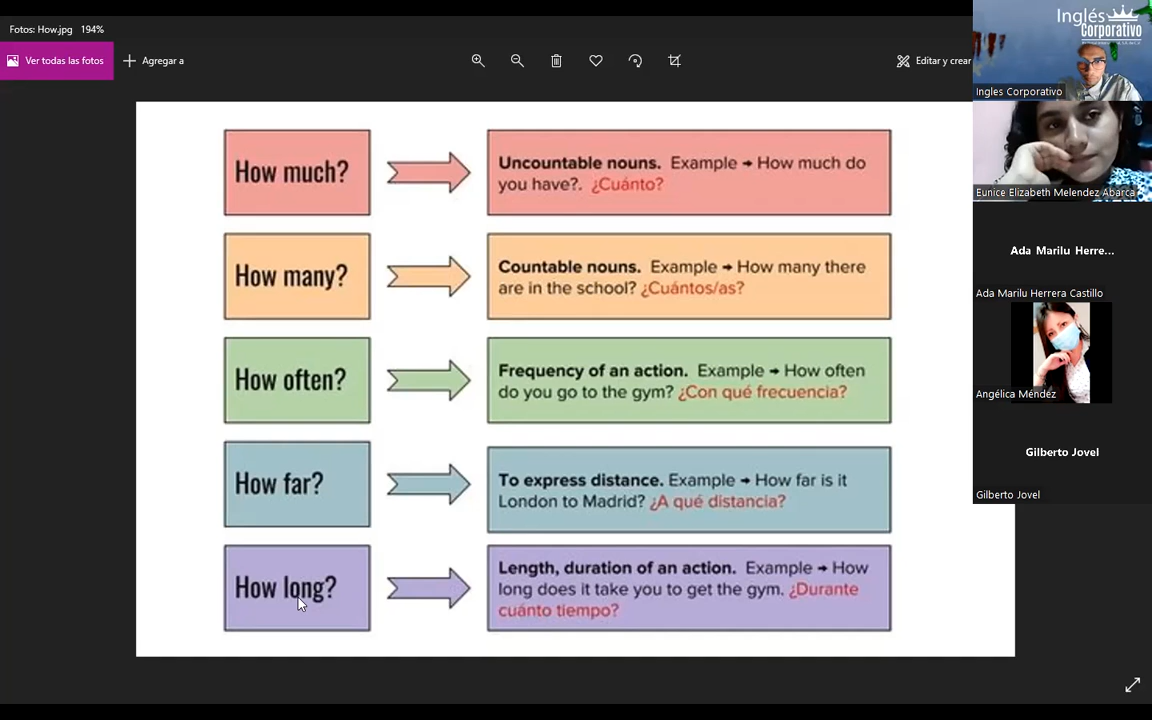 Fotos: How.jpg 194%
Ver todas las fotos
Agregar a
Editar y crear
Inglés
Corporativo
Ingles Corporativo
Eunice Elizabeth Melendez Abarca
Ada Marilu Herre...
Ada Marilu Herrera Castillo
Angélica Méndez
Gilberto Jovel
Gilberto Jovel
How much?
Uncountable nouns. Example → How much do
you have?. ¿Cuánto?
How many?
Countable nouns. Example → How many there
are in the school? ¿Cuántos/as?
How often?
Frequency of an action. Example → How often
do you go to the gym? ¿Con qué frecuencia?
How far?
To express distance. Example → How far is it
London to Madrid? ¿A qué distancia?
How long?
Length, duration of an action. Example → How
long does it take you to get the gym. ¿Durante
cuánto tiempo?